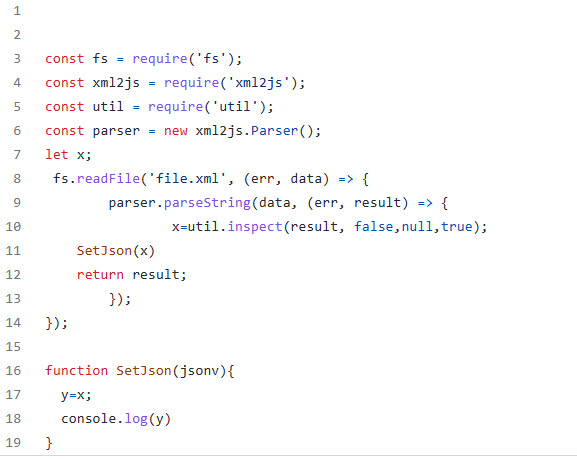 1
2
3 const fs = require('fs');
4 const xml2js = require('xml2js');
5 const util = require('util');
6 const parser = new xml2js.Parser();
7 let x;
8  fs.readFile('file.xml', (err, data) => {
9         parser.parseString(data, (err, result) => {
10                 x=util.inspect(result, false,null,true);
11     SetJson(x)
12     return result;
13         });
14 });
15
16 function SetJson(jsonv){
17   y=x;
18   console.log(y)
19 }